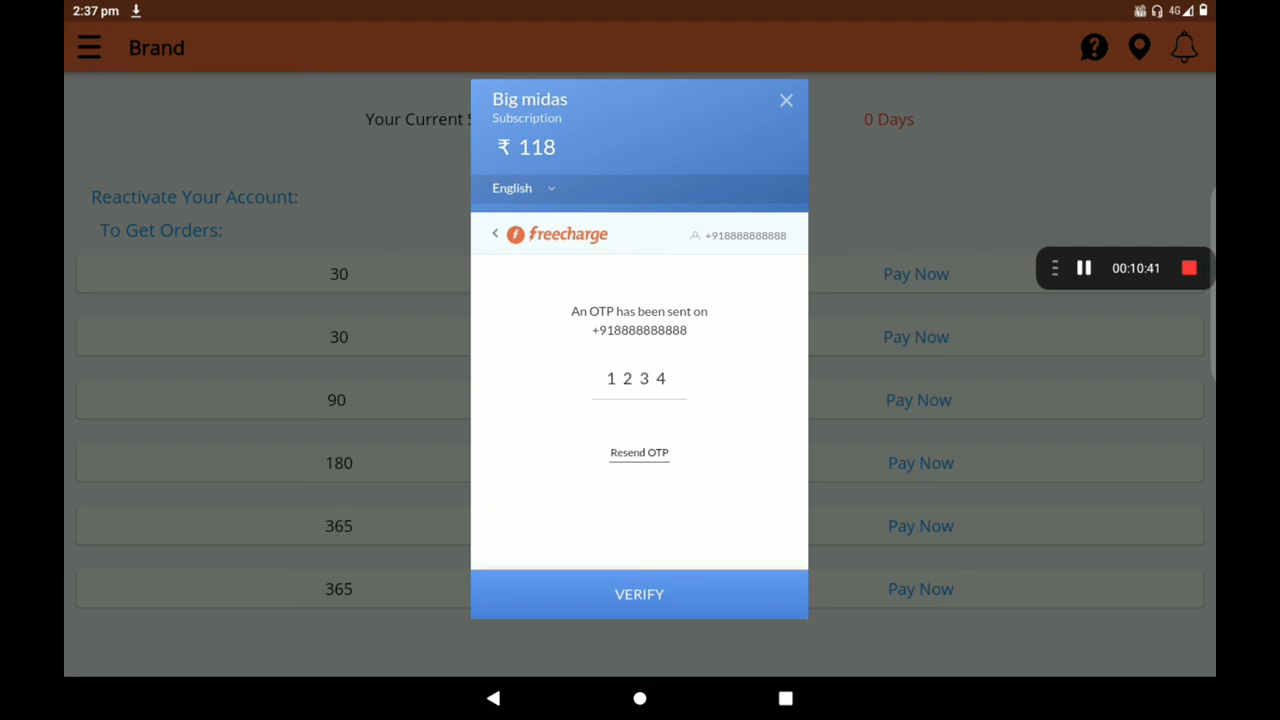 2:37 pm
4G
Brand
Big midas
Subscription
₹ 118
English
Your Current
0 Days
Reactivate Your Account:
To Get Orders:
freecharge
+918888888888
An OTP has been sent on
+918888888888
1 2 3 4
Resend OTP
VERIFY
30 Pay Now
30 Pay Now
90 Pay Now
180 Pay Now
365 Pay Now
365 Pay Now
00:10:41